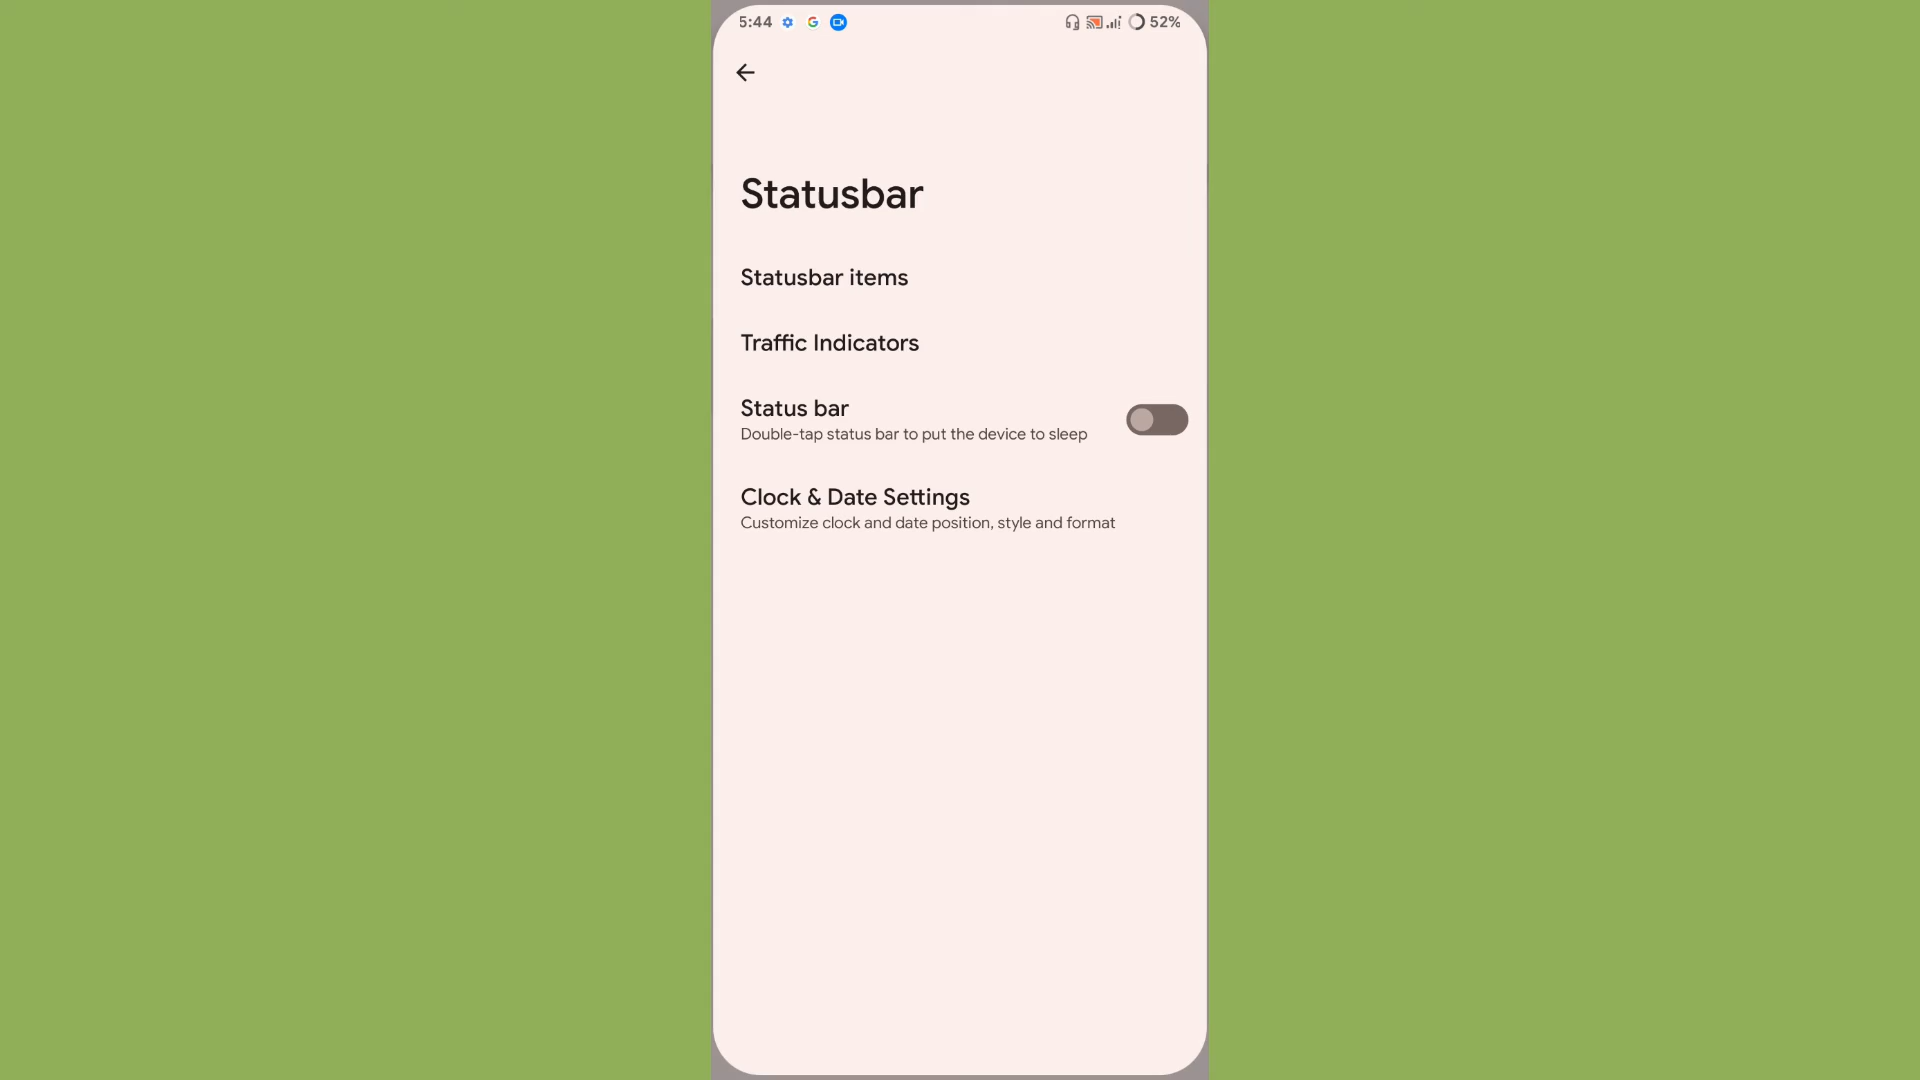 5:44 52%
Statusbar
Statusbar items
Traffic Indicators
Status bar
Double-tap status bar to put the device to sleep
Clock & Date Settings
Customize clock and date position, style and format